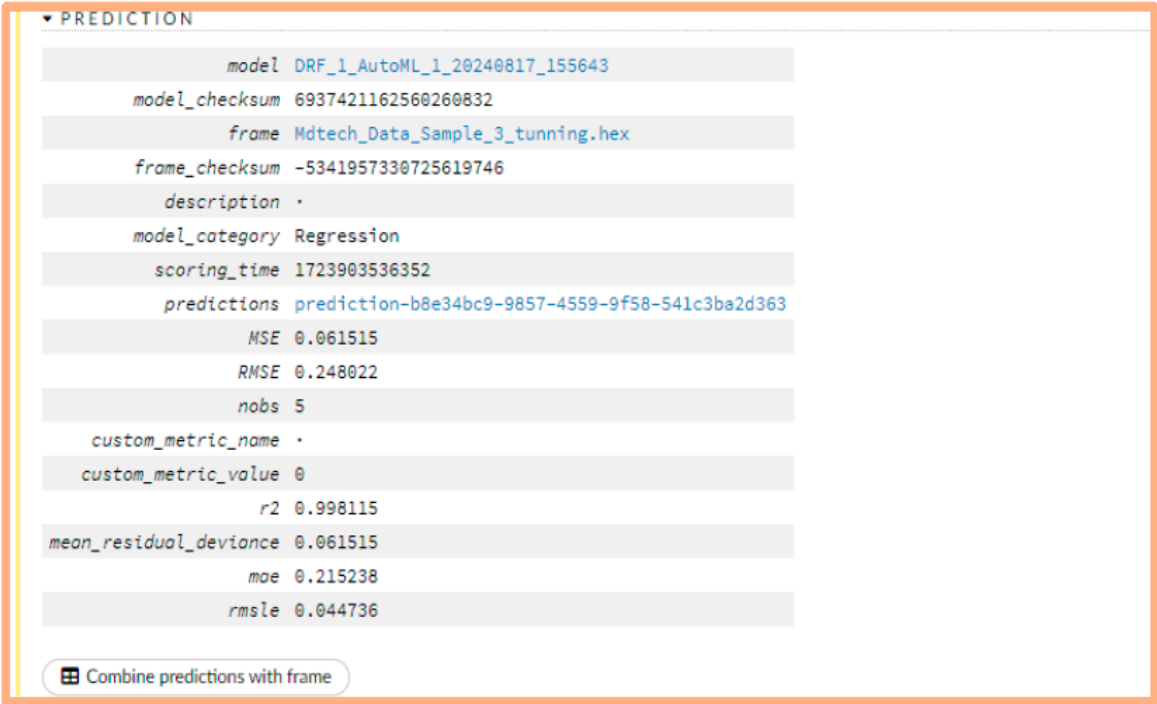 PREDICTION
model DRF_1_AutoML_1_20240817_155643
model_checksum 6937421162560260832
frame Mdtech_Data_Sample_3_tunning.hex
frame_checksum -5341957330725619746
description ·
model_category Regression
scoring_time 1723903536352
predictions prediction-b8e34bc9-9857-4559-9f58-541c3ba2d363
MSE 0.061515
RMSE 0.248022
nobs 5
custom_metric_name ·
custom_metric_value 0
r2 0.998115
mean_residual_deviance 0.061515
mae 0.215238
rmsle 0.044736
Combine predictions with frame